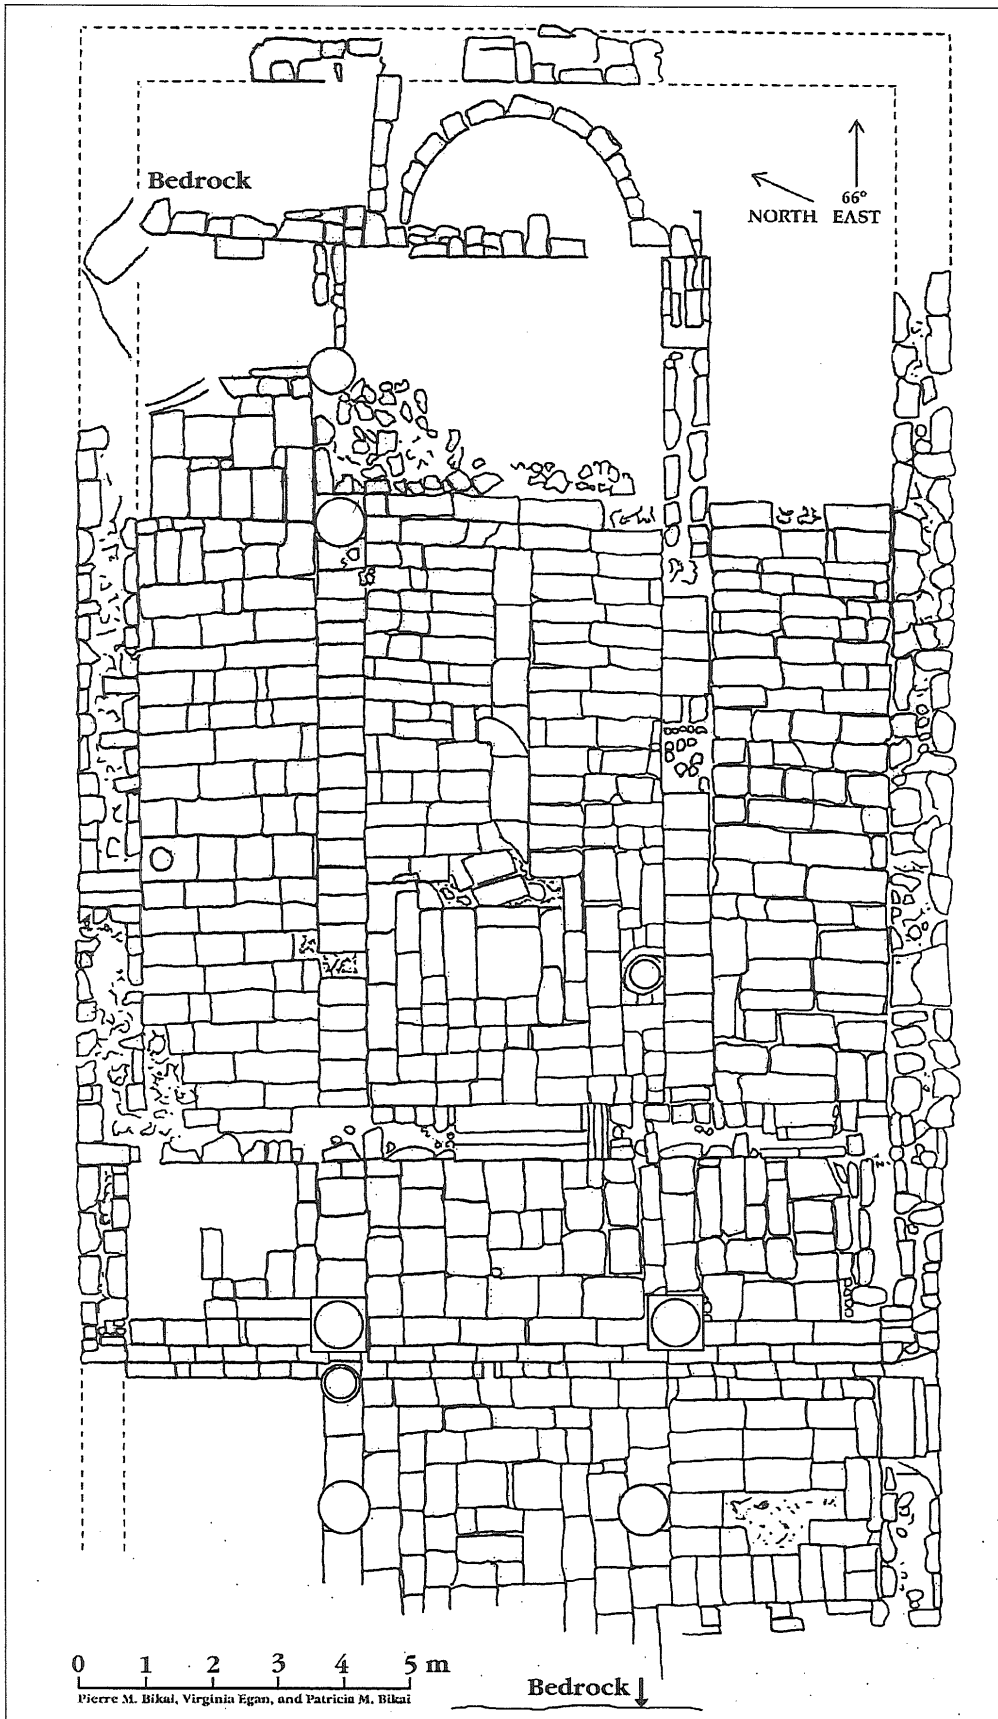 Bedrock
66°
NORTH EAST
0 1 2 3 4 5 m
Pierre M. Bikai, Virginia Egan, and Patricia M. Bikai
Bedrock